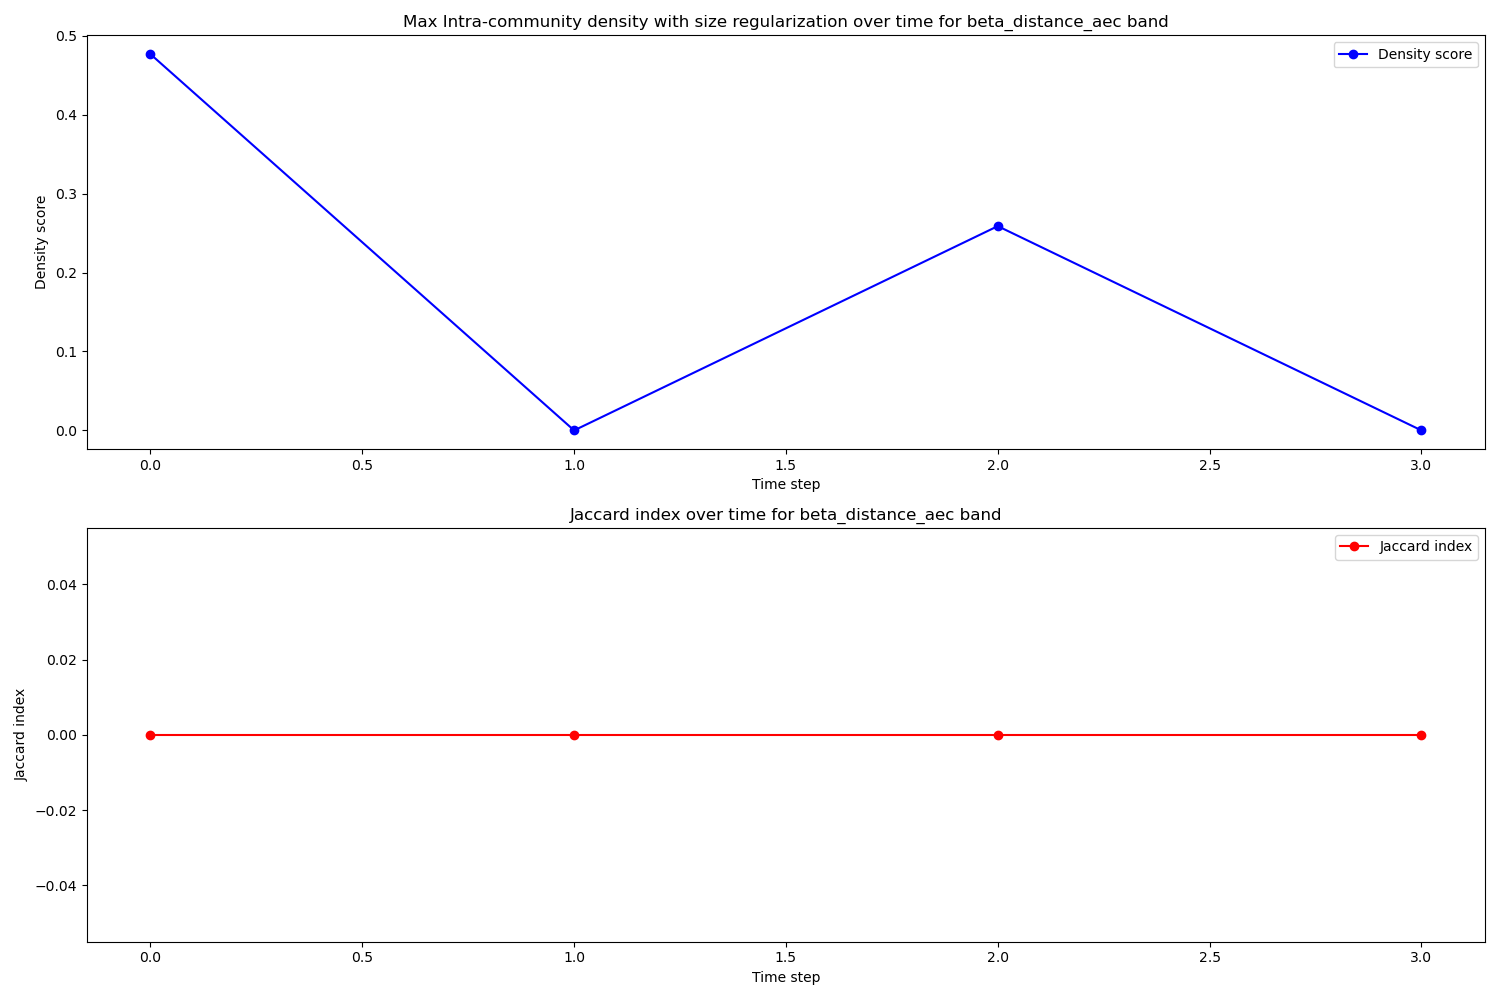 Max Intra-community density with size regularization over time for beta_distance_aec band
Density score
0.5
0.4
0.3
0.2
0.1
0.0
Density score
0.0 0.5 1.0 1.5 2.0 2.5 3.0
Time step
Jaccard index over time for beta_distance_aec band
Jaccard index
0.04
0.02
0.00
−0.02
−0.04
Jaccard index
0.0 0.5 1.0 1.5 2.0 2.5 3.0
Time step